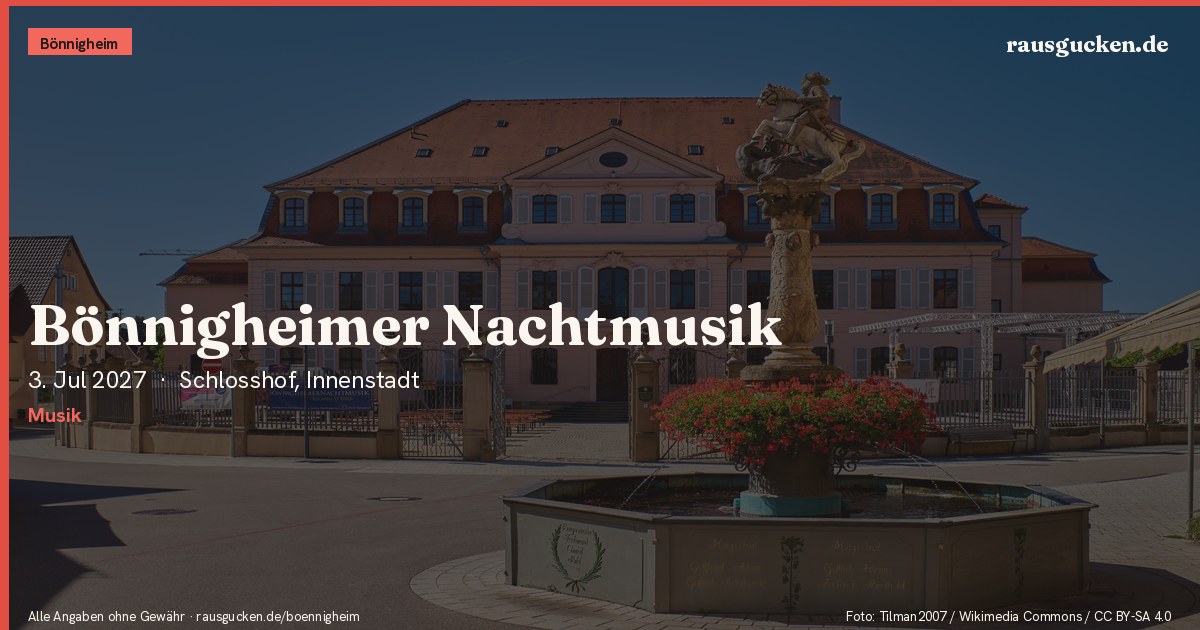 Bönnigheim
rausgucken.de
Bönnigheimer Nachtmusik
3. Jul 2027 · Schlosshof, Innenstadt
Musik
Alle Angaben ohne Gewähr · rausgucken.de/boennigheim
Foto: Tilman2007 / Wikimedia Commons / CC BY-SA 4.0